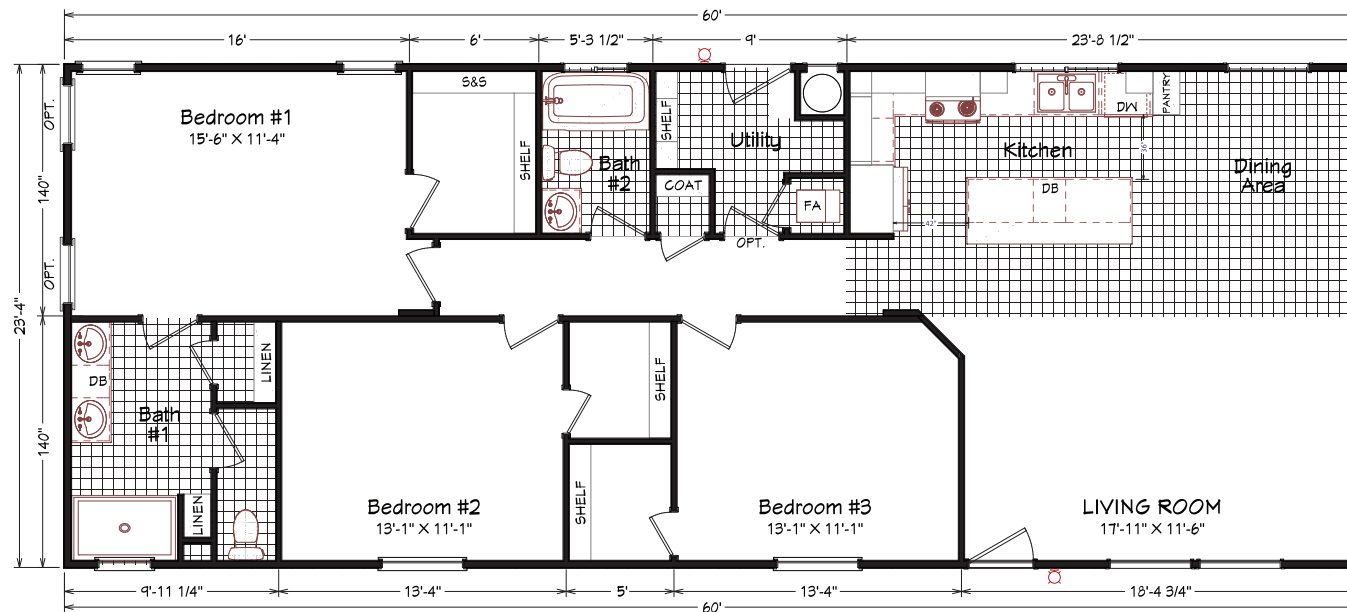 60'
16'
6'
5'-3 1/2"
9'
23'-8 1/2"
S&S
OPT.
Bedroom #1
15'-6" X 11'-4"
SHELF
SHELF
Bath
#2
Utility
COAT
FA
OPT.
DW
PANTRY
Kitchen
36"
DB
42"
Dining
Area
140"
OPT.
23'-4"
LINEN
DB
Bath
#1
140"
LINEN
SHELF
SHELF
Bedroom #2
13'-1" X 11'-1"
Bedroom #3
13'-1" X 11'-1"
LIVING ROOM
17'-11" X 11'-6"
9'-11 1/4"
13'-4"
5'
13'-4"
18'-4 3/4"
60'